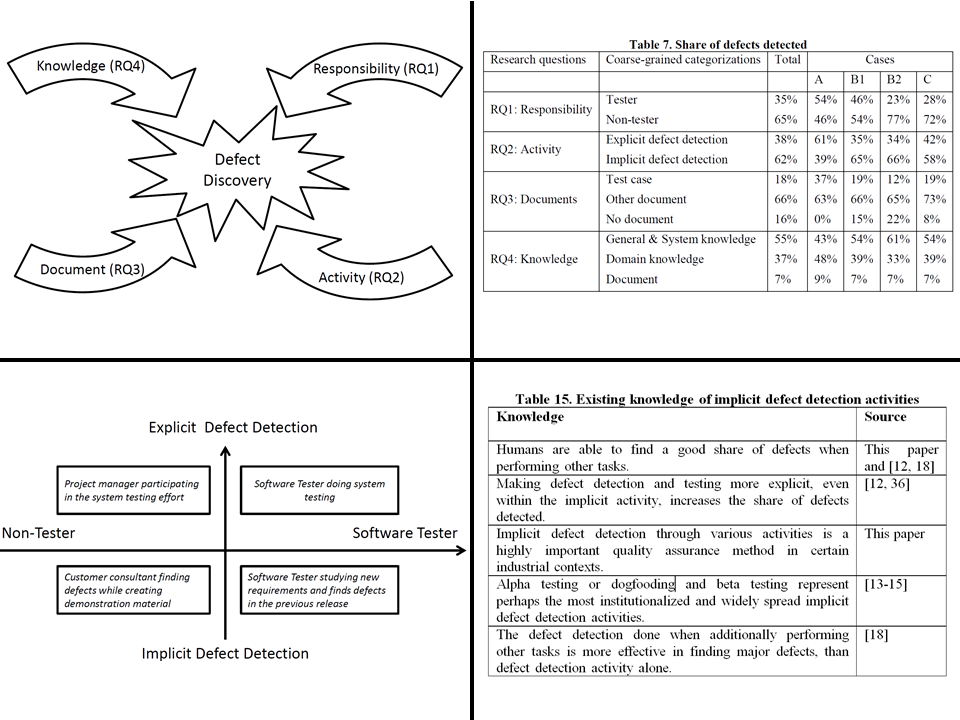 Knowledge (RQ4)
Responsibility (RQ1)
Defect
Discovery
Document (RQ3)
Activity (RQ2)
Table 7. Share of defects detected
Research questions Coarse-grained categorizations Total Cases
A B1 B2 C
RQ1: Responsibility
Tester 35% 54% 46% 23% 28%
Non-tester 65% 46% 54% 77% 72%
RQ2: Activity
Explicit defect detection 38% 61% 35% 34% 42%
Implicit defect detection 62% 39% 65% 66% 58%
RQ3: Documents
Test case 18% 37% 19% 12% 19%
Other document 66% 63% 66% 65% 73%
No document 16% 0% 15% 22% 8%
RQ4: Knowledge
General & System knowledge 55% 43% 54% 61% 54%
Domain knowledge 37% 48% 39% 33% 39%
Document 7% 9% 7% 7% 7%
Explicit Defect Detection
Project manager participating
in the system testing effort
Software Tester doing system
testing
Non-Tester
Software Tester
Customer consultant finding
defects while creating
demonstration material
Software Tester studying new
requirements and finds defects
in the previous release
Implicit Defect Detection
Table 15. Existing knowledge of implicit defect detection activities
Knowledge Source
Humans are able to find a good share of defects when This paper
performing other tasks. and [12, 18]
Making defect detection and testing more explicit, even [12, 36]
within the implicit activity, increases the share of defects
detected.
Implicit defect detection through various activities is a This paper
highly important quality assurance method in certain
industrial contexts.
Alpha testing or dogfooding and beta testing represent [13-15]
perhaps the most institutionalized and widely spread implicit
defect detection activities.
The defect detection done when additionally performing [18]
other tasks is more effective in finding major defects, than
defect detection activity alone.